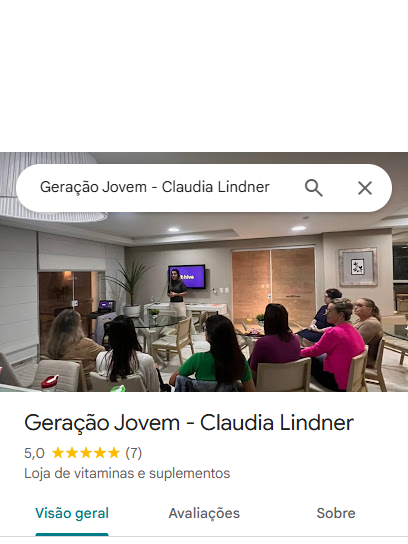 Geração Jovem - Claudia Lindner
hive
Geração Jovem - Claudia Lindner
5,0 (7)
Loja de vitaminas e suplementos
Visão geral Avaliações Sobre